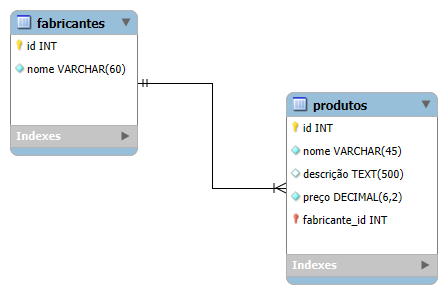 fabricantes
id INT
nome VARCHAR(60)
Indexes
produtos
id INT
nome VARCHAR(45)
descrição TEXT(500)
preço DECIMAL(6,2)
fabricante_id INT
Indexes